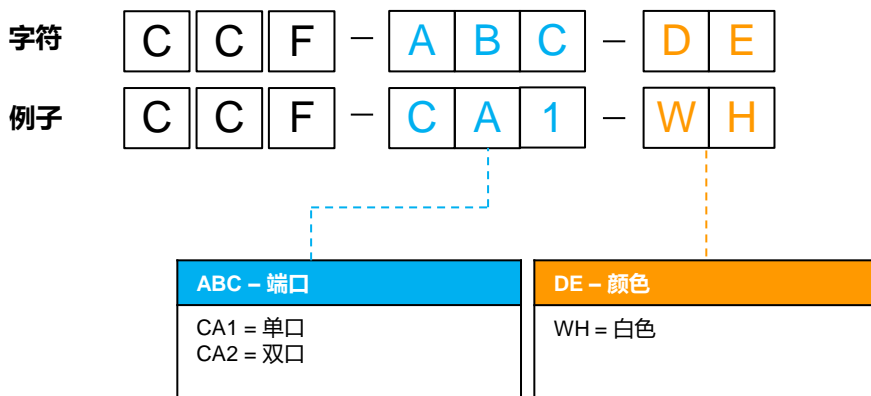 字符 C C F – A B C – D E
例子 C C F – C A 1 – W H
ABC – 端口
CA1 = 单口
CA2 = 双口
DE – 颜色
WH = 白色